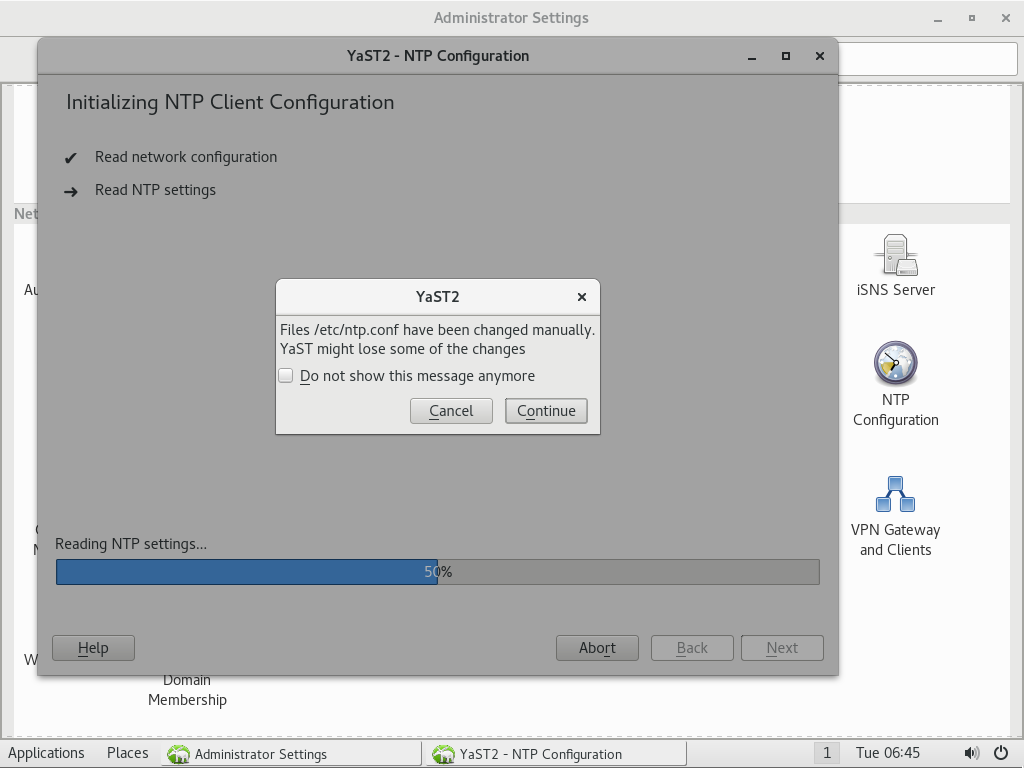 Administrator Settings
YaST2 - NTP Configuration
Initializing NTP Client Configuration
✔ Read network configuration
→ Read NTP settings
Net
Au
iSNS Server
YaST2
Files /etc/ntp.conf have been changed manually.
YaST might lose some of the changes
Do not show this message anymore
Cancel
Continue
NTP
Configuration
VPN Gateway
and Clients
Reading NTP settings...
50%
Help
Abort
Back
Next
W
Domain
Membership
Applications
Places
Administrator Settings
YaST2 - NTP Configuration
1
Tue 06:45